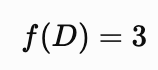 f(D) = 3